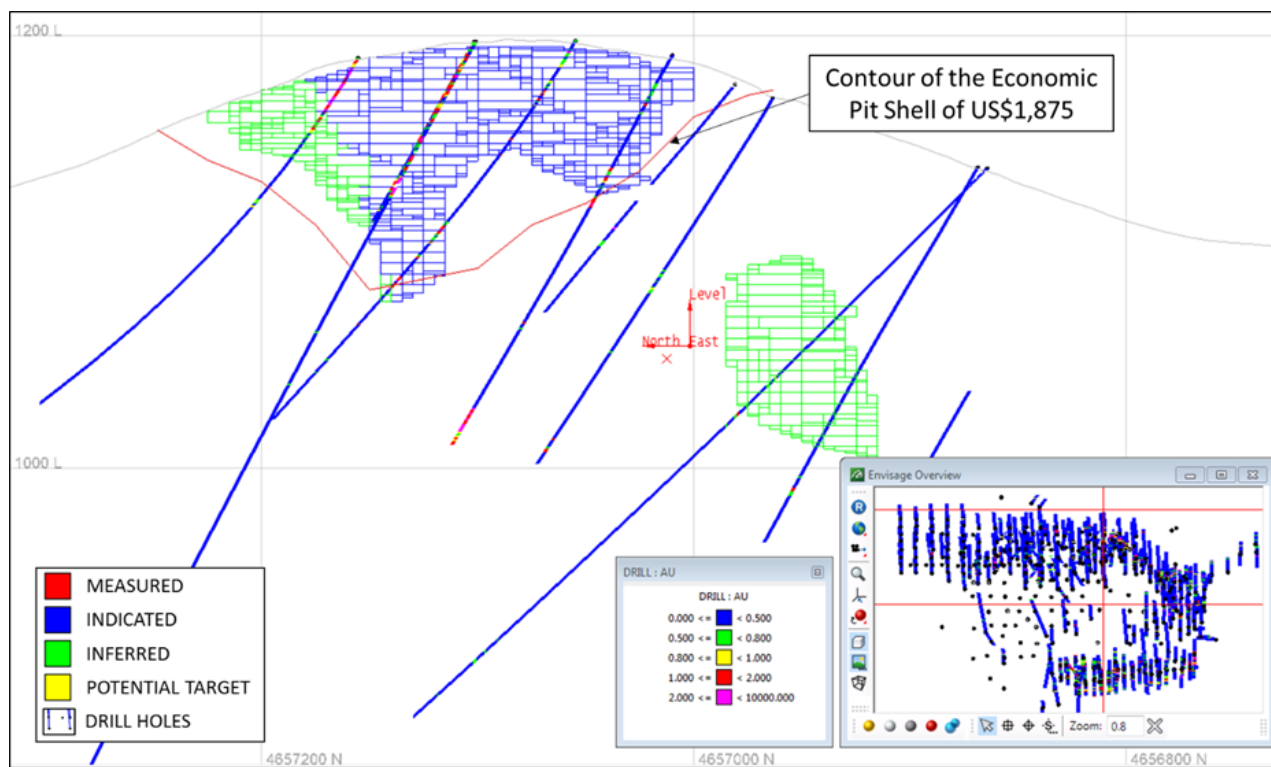 1200 L
Contour of the Economic
Pit Shell of US$1,875
Level
North East
X
1000 L
MEASURED
INDICATED
INFERRED
POTENTIAL TARGET
DRILL HOLES
DRILL : AU
DRILL : AU
0.000 <= < 0.500
0.500 <= < 0.800
0.800 <= < 1.000
1.000 <= < 2.000
2.000 <= < 10000.000
Envisage Overview
R
S
Zoom: 0.8
4657200 N
4657000 N
4656800 N